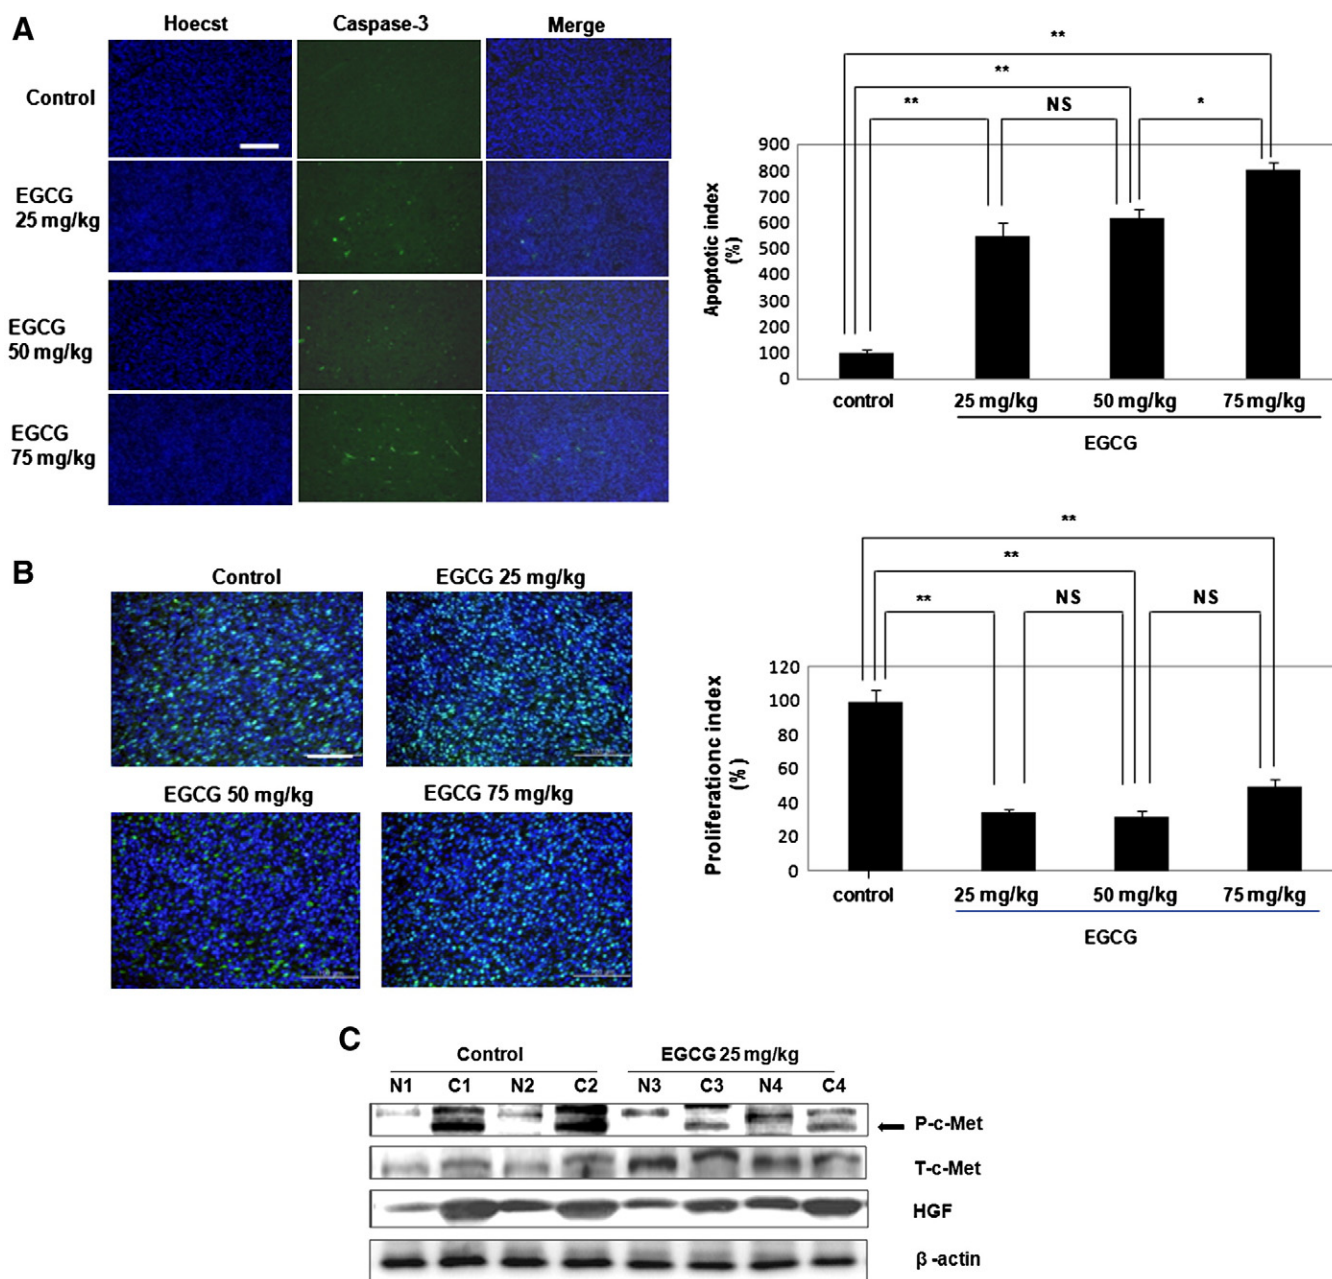 A
Hoecst Caspase-3 Merge
Control
EGCG
25 mg/kg
EGCG
50 mg/kg
EGCG
75 mg/kg
**
**
** NS *
Apoptotic index
(%)
900
800
700
600
500
400
300
200
100
0
control 25 mg/kg 50 mg/kg 75 mg/kg
EGCG
B
Control EGCG 25 mg/kg
EGCG 50 mg/kg EGCG 75 mg/kg
**
**
** NS NS
Proliferationc index
(%)
120
100
80
60
40
20
0
control 25 mg/kg 50 mg/kg 75 mg/kg
EGCG
C
Control EGCG 25 mg/kg
N1 C1 N2 C2 N3 C3 N4 C4
P-c-Met
T-c-Met
HGF
β-actin